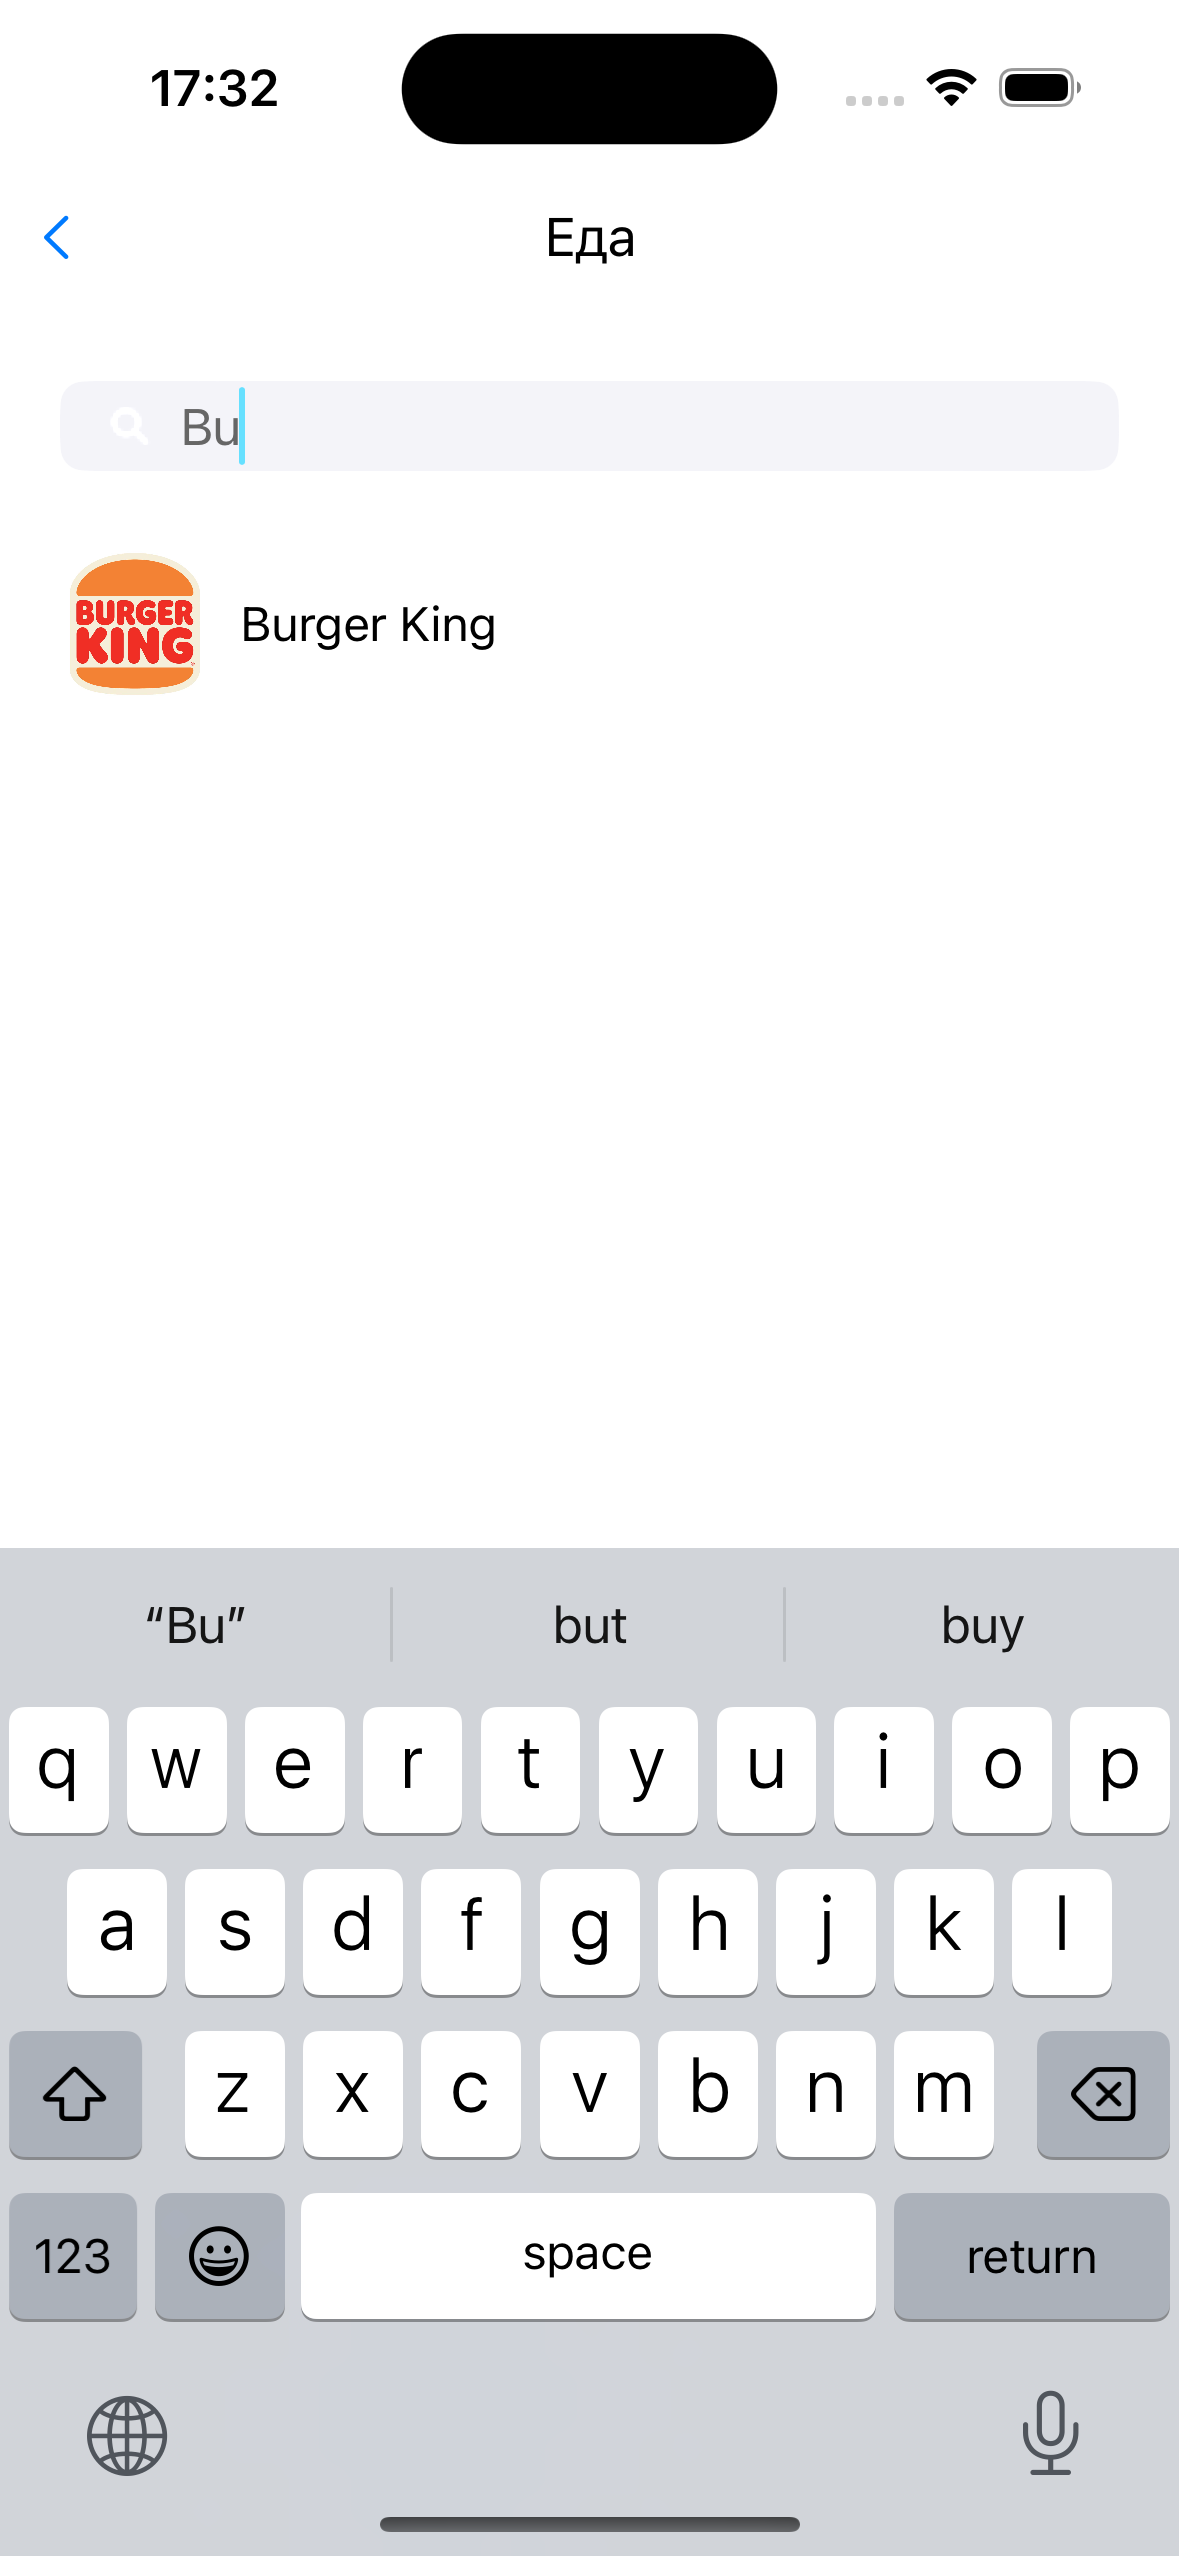 17:32
Еда
Bu
BURGER
KING
Burger King
“Bu” but buy
q w e r t y u i o p
a s d f g h j k l
z x c v b n m
123 space return